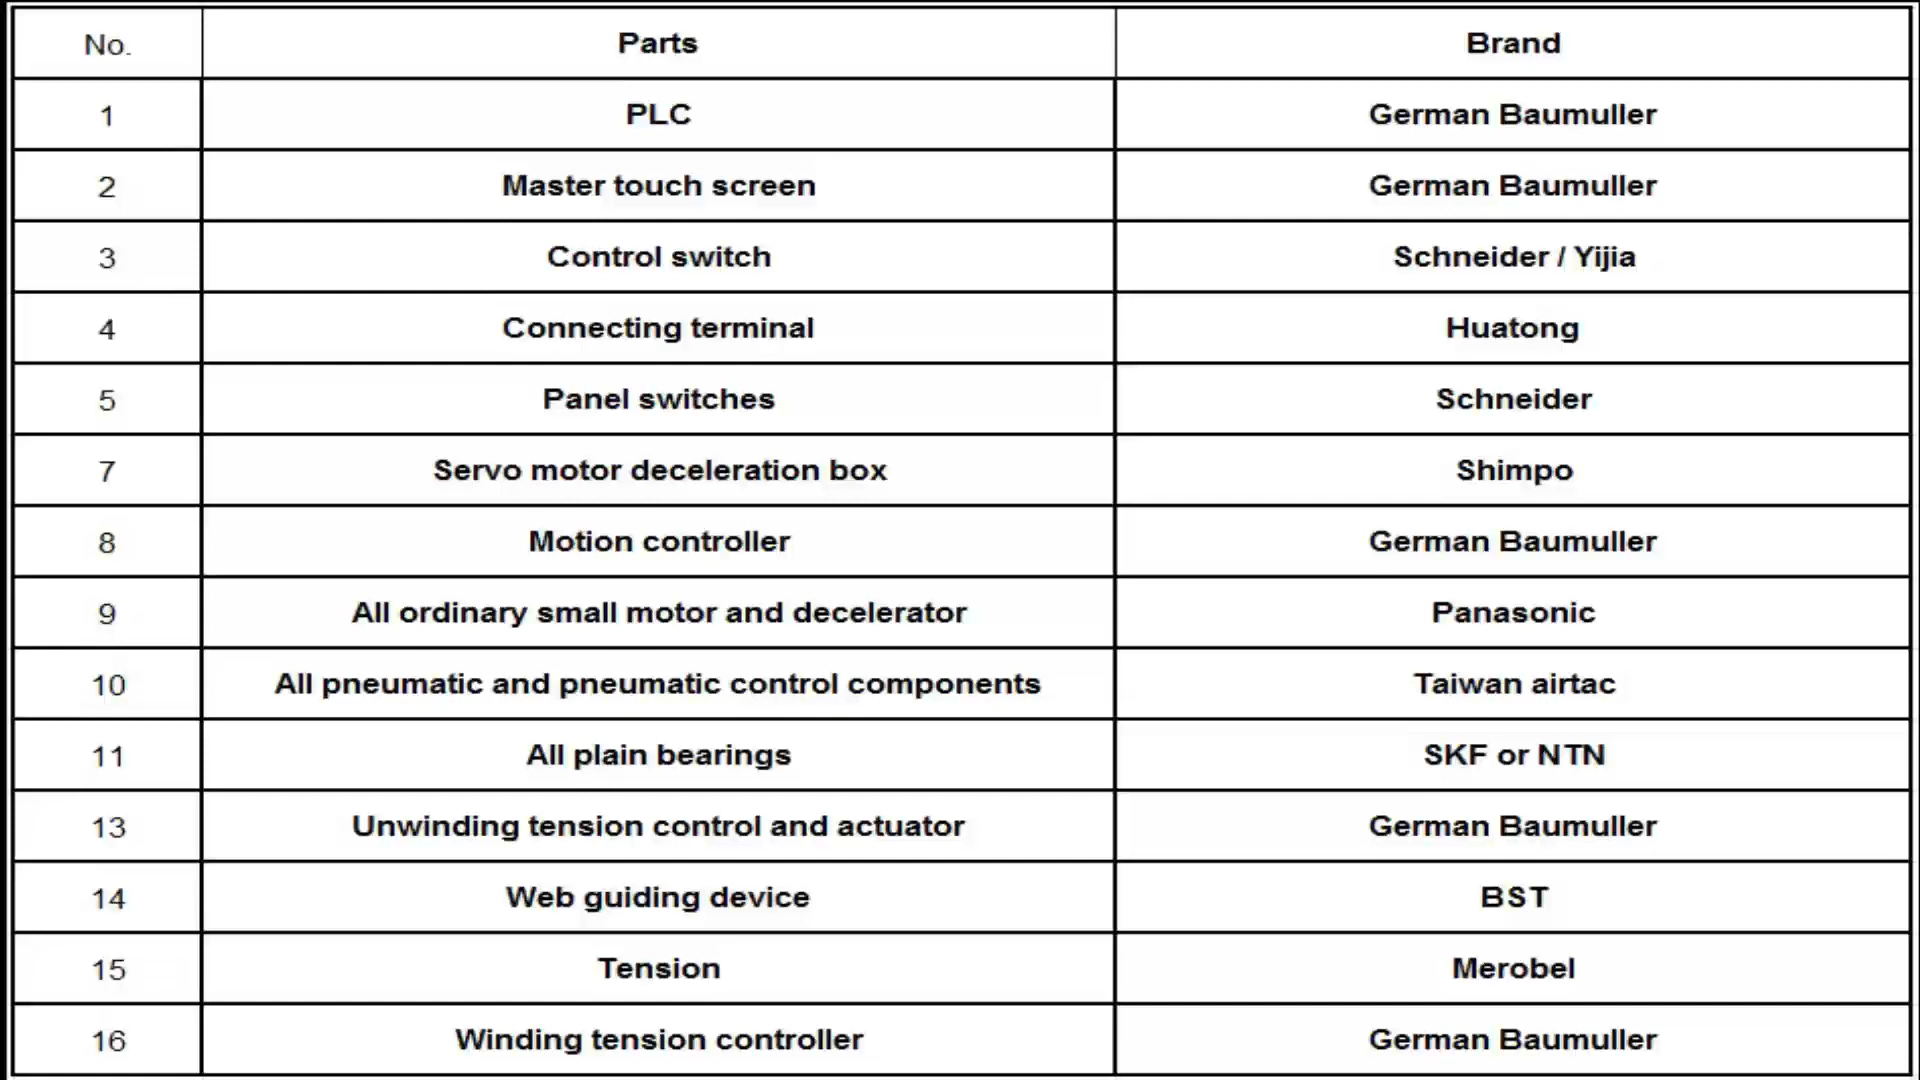 No. Parts Brand
1 PLC German Baumuller
2 Master touch screen German Baumuller
3 Control switch Schneider / Yijia
4 Connecting terminal Huatong
5 Panel switches Schneider
7 Servo motor deceleration box Shimpo
8 Motion controller German Baumuller
9 All ordinary small motor and decelerator Panasonic
10 All pneumatic and pneumatic control components Taiwan airtac
11 All plain bearings SKF or NTN
13 Unwinding tension control and actuator German Baumuller
14 Web guiding device BST
15 Tension Merobel
16 Winding tension controller German Baumuller